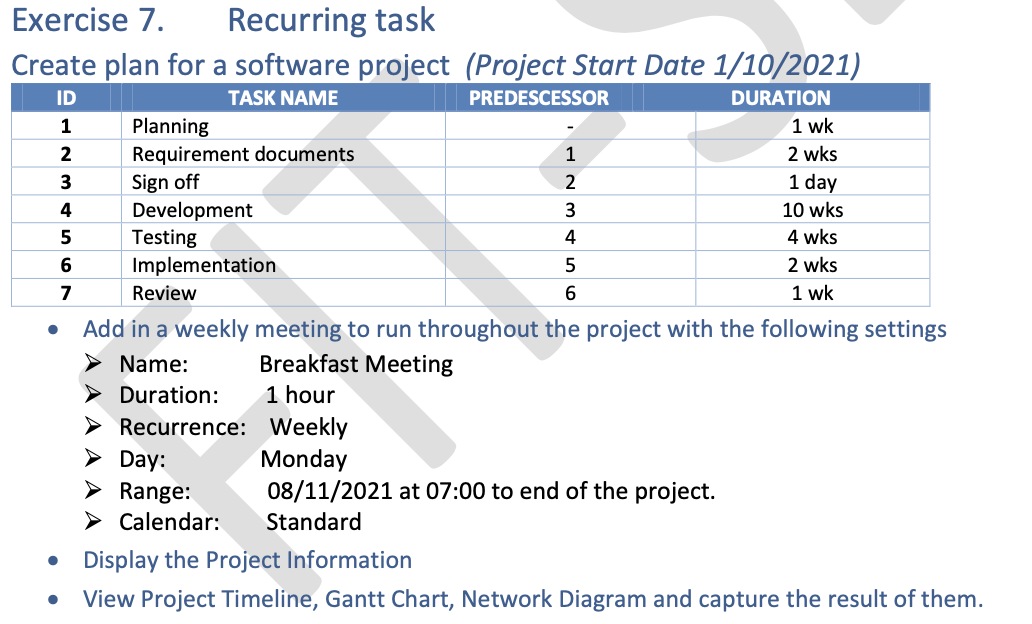 Exercise 7. Recurring task
Create plan for a software project (Project Start Date 1/10/2021)
ID TASK NAME PREDESCESSOR DURATION
1 Planning - 1 wk
2 Requirement documents 1 2 wks
3 Sign off 2 1 day
4 Development 3 10 wks
5 Testing 4 4 wks
6 Implementation 5 2 wks
7 Review 6 1 wk
• Add in a weekly meeting to run throughout the project with the following settings
➢ Name: Breakfast Meeting
➢ Duration: 1 hour
➢ Recurrence: Weekly
➢ Day: Monday
➢ Range: 08/11/2021 at 07:00 to end of the project.
➢ Calendar: Standard
• Display the Project Information
• View Project Timeline, Gantt Chart, Network Diagram and capture the result of them.